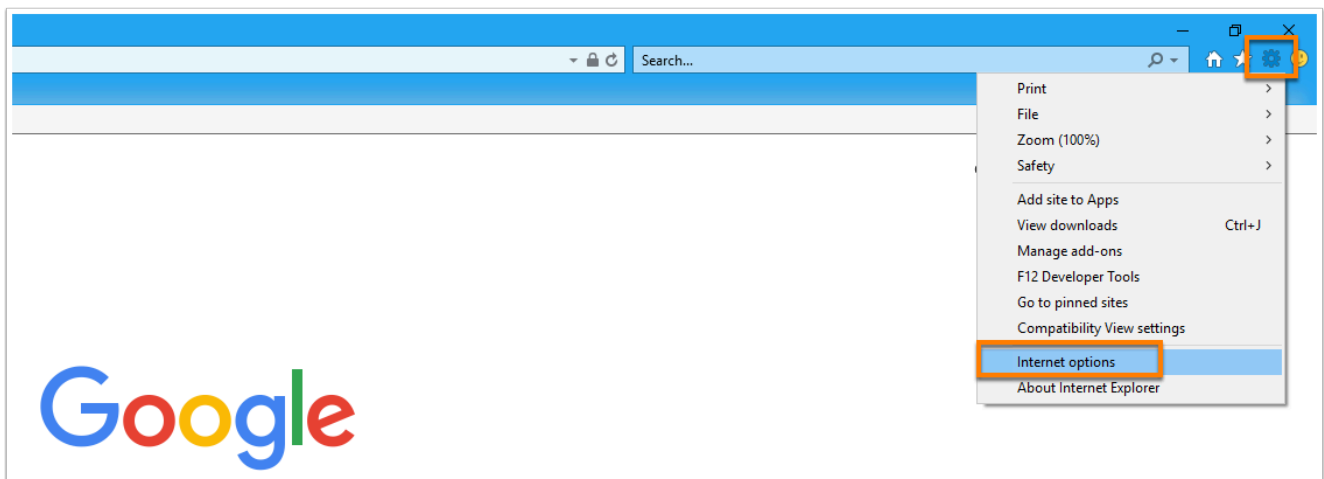 Search...
Print
File
Zoom (100%)
Safety
Add site to Apps
View downloads Ctrl+J
Manage add-ons
F12 Developer Tools
Go to pinned sites
Compatibility View settings
Internet options
About Internet Explorer
Google